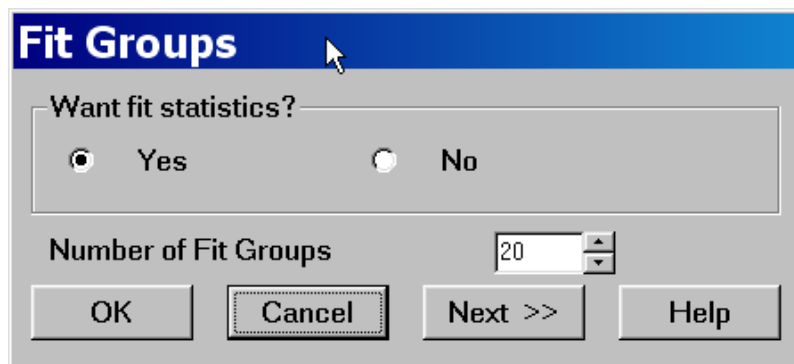 Fit Groups
Want fit statistics?
Yes No
Number of Fit Groups 20
OK Cancel Next >> Help